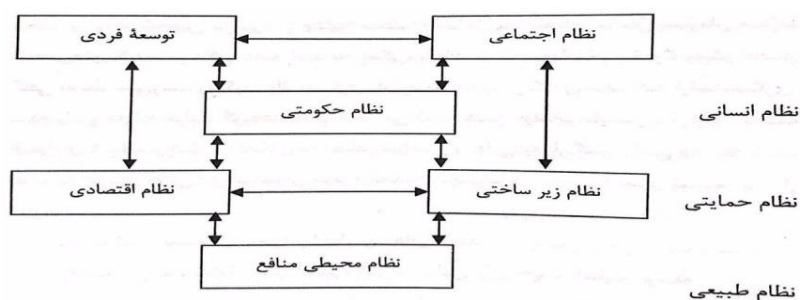 نظام اجتماعی
توسعهٔ فردی
نظام انسانی
نظام حکومتی
نظام حمایتی
نظام زیر ساختی
نظام اقتصادی
نظام محیطی منافع
نظام طبیعی